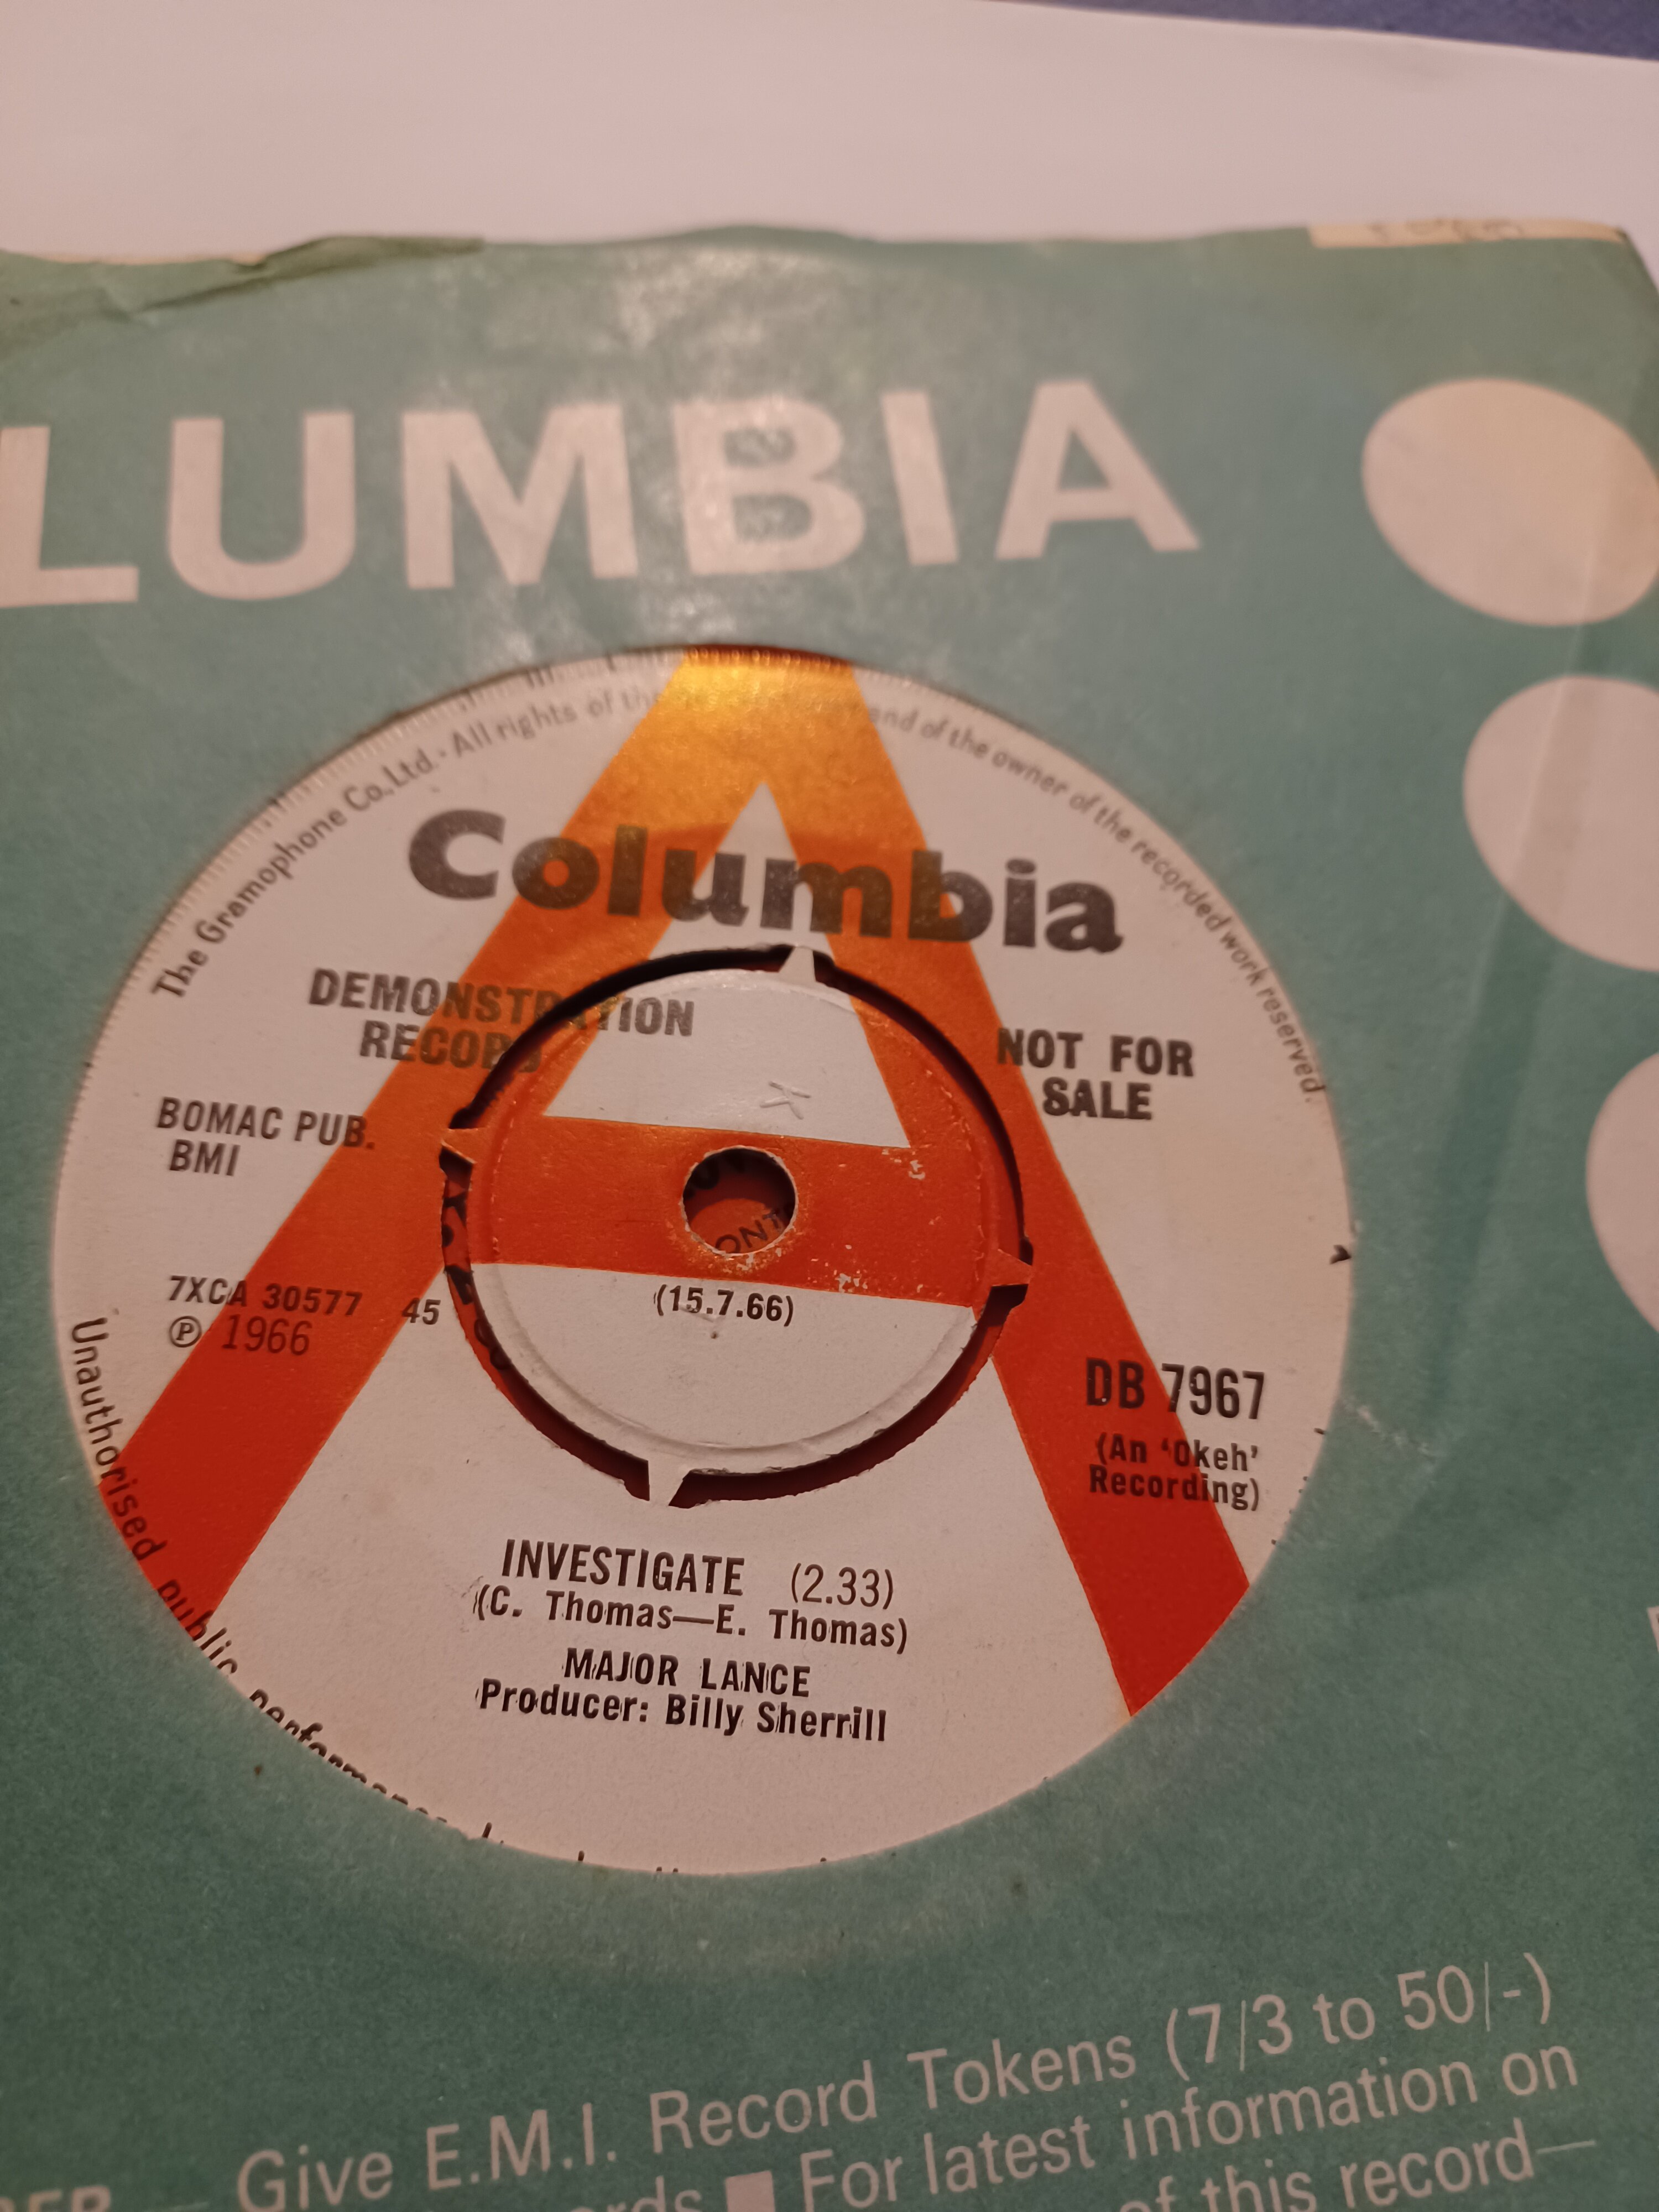 LUMBIA
The Gramophone Co. Ltd. · All rights of the
and of the owner of the recorded work reserved.
Columbia
DEMONSTRATION
RECORD
NOT FOR
SALE
BOMAC PUB.
BMI
7XCA 30577 45
℗ 1966
(15.7.66)
DB 7967
(An 'Okeh'
Recording)
INVESTIGATE (2.33)
(C. Thomas—E. Thomas)
MAJOR LANCE
Producer: Billy Sherrill
Unauthorised public
Give E.M.I. Record Tokens (7/3 to 50/-)
For latest information on
of this record—